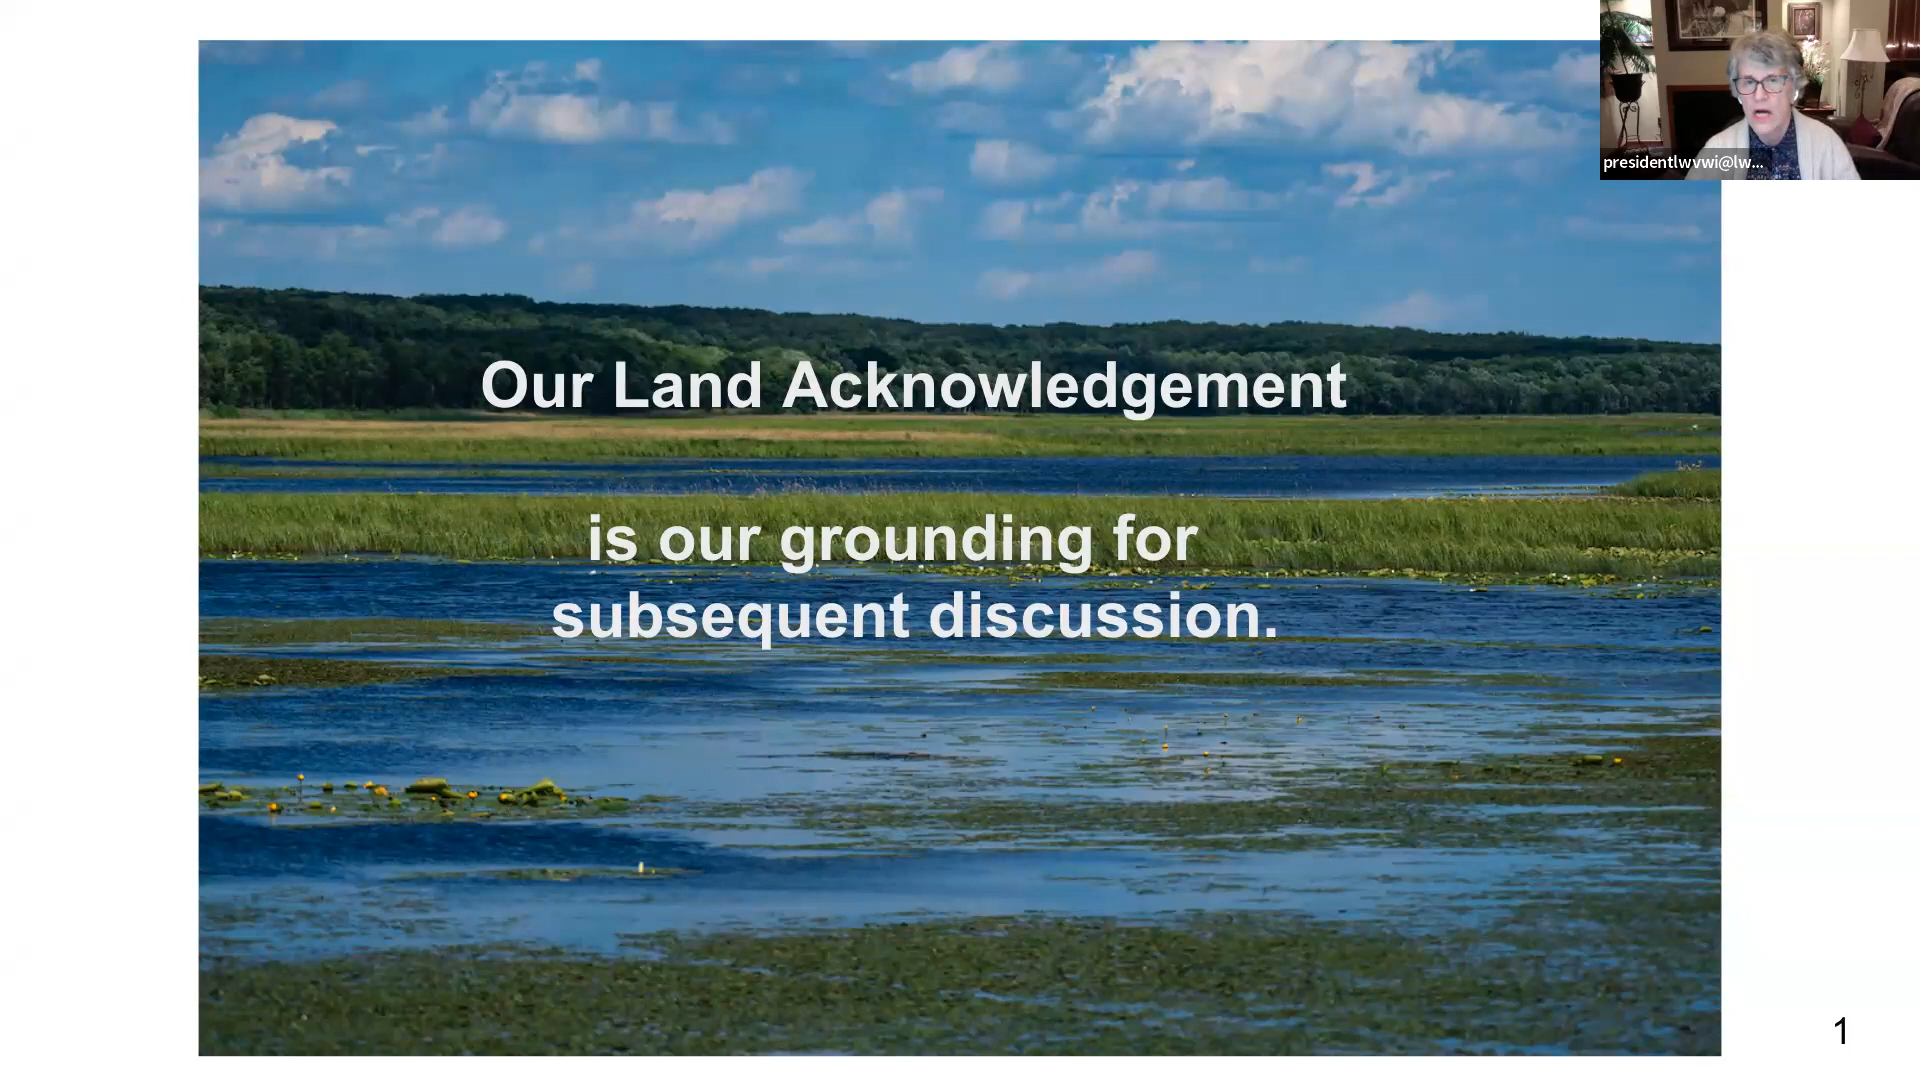 presidentlwvwi@lw...
Our Land Acknowledgement
is our grounding for
subsequent discussion.
1